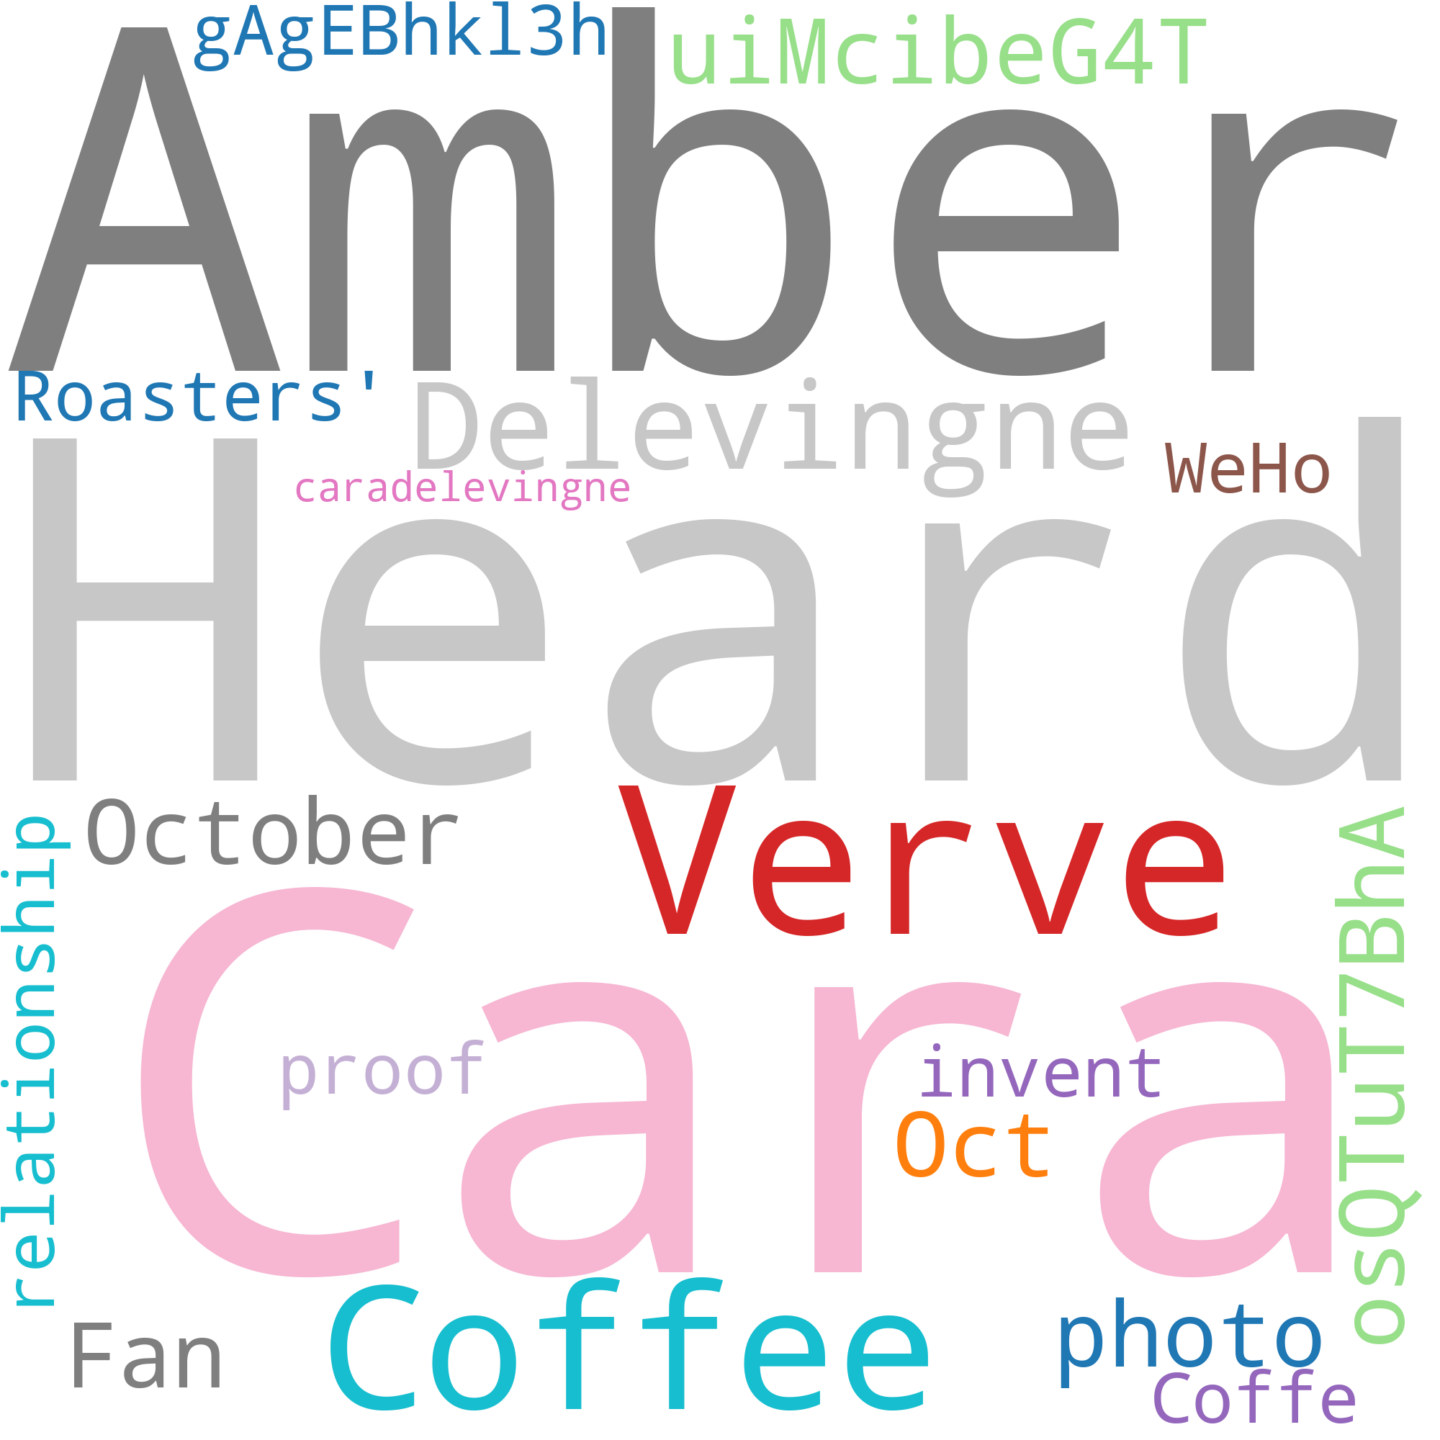 gAgEBhkl3h
uiMcibeG4T
Amber
Roasters'
Delevingne
caradelevingne
WeHo
Heard
October
Verve
relationship
osQTuT7BhA
Cara
proof
invent
Oct
Fan
Coffee
photo
Coffe